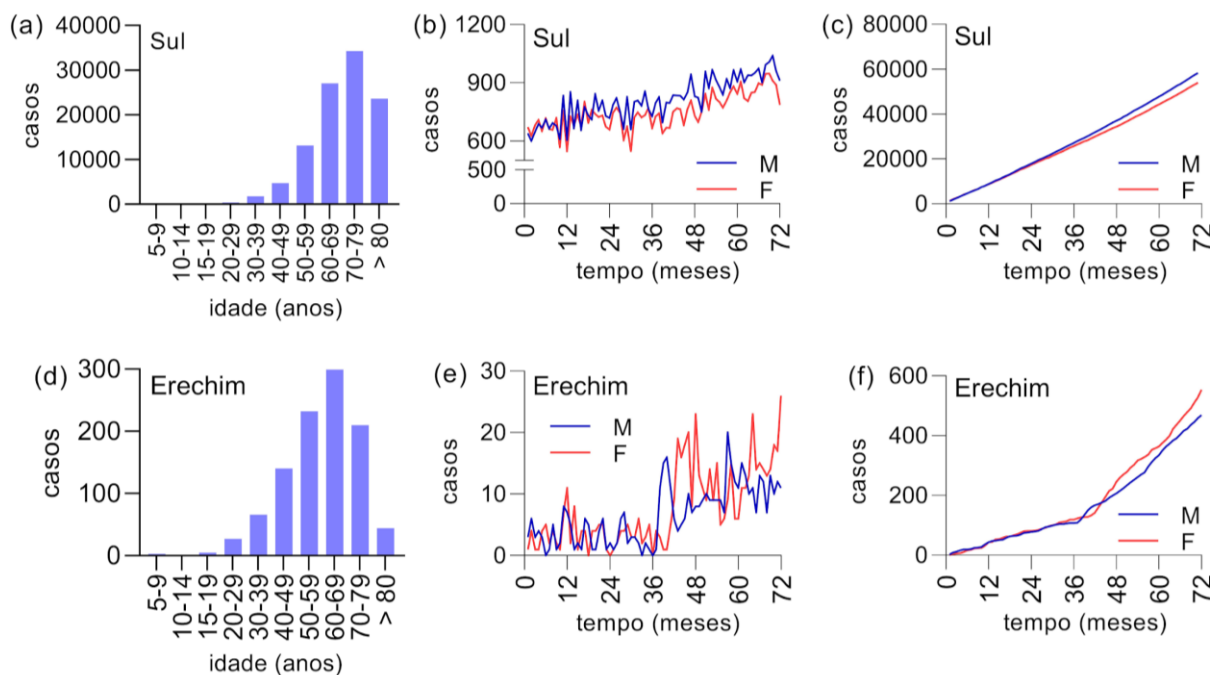 (a)
Sul
casos
40000
30000
20000
10000
0
5-9
10-14
15-19
20-29
30-39
40-49
50-59
60-69
70-79
> 80
idade (anos)
(b)
Sul
casos
1200
900
600
500
0
M
F
0
12
24
36
48
60
72
tempo (meses)
(c)
Sul
casos
80000
60000
40000
20000
0
M
F
0
12
24
36
48
60
72
tempo (meses)
(d)
Erechim
casos
300
200
100
0
5-9
10-14
15-19
20-29
30-39
40-49
50-59
60-69
70-79
> 80
idade (anos)
(e)
Erechim
casos
30
20
10
0
M
F
0
12
24
36
48
60
72
tempo (meses)
(f)
Erechim
casos
600
400
200
0
M
F
0
12
24
36
48
60
72
tempo (meses)